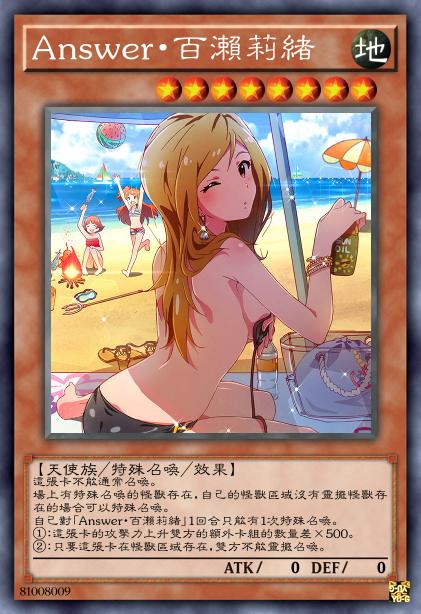 Answer・百瀨莉緒
地
SUN
OIL
【天使族／特殊召喚／效果】
這張卡不能通常召喚。
場上有特殊召喚的怪獸存在，自己的怪獸區域沒有靈擺怪獸存
在的場合可以特殊召喚。
自己對「Answer・百瀨莉緒」1回合只能有1次特殊召喚。
①：這張卡的攻擊力上升雙方的額外卡組的數量差×500。
②：只要這張卡在怪獸區域存在，雙方不能靈擺召喚。
ATK/ 0 DEF/ 0
81008009